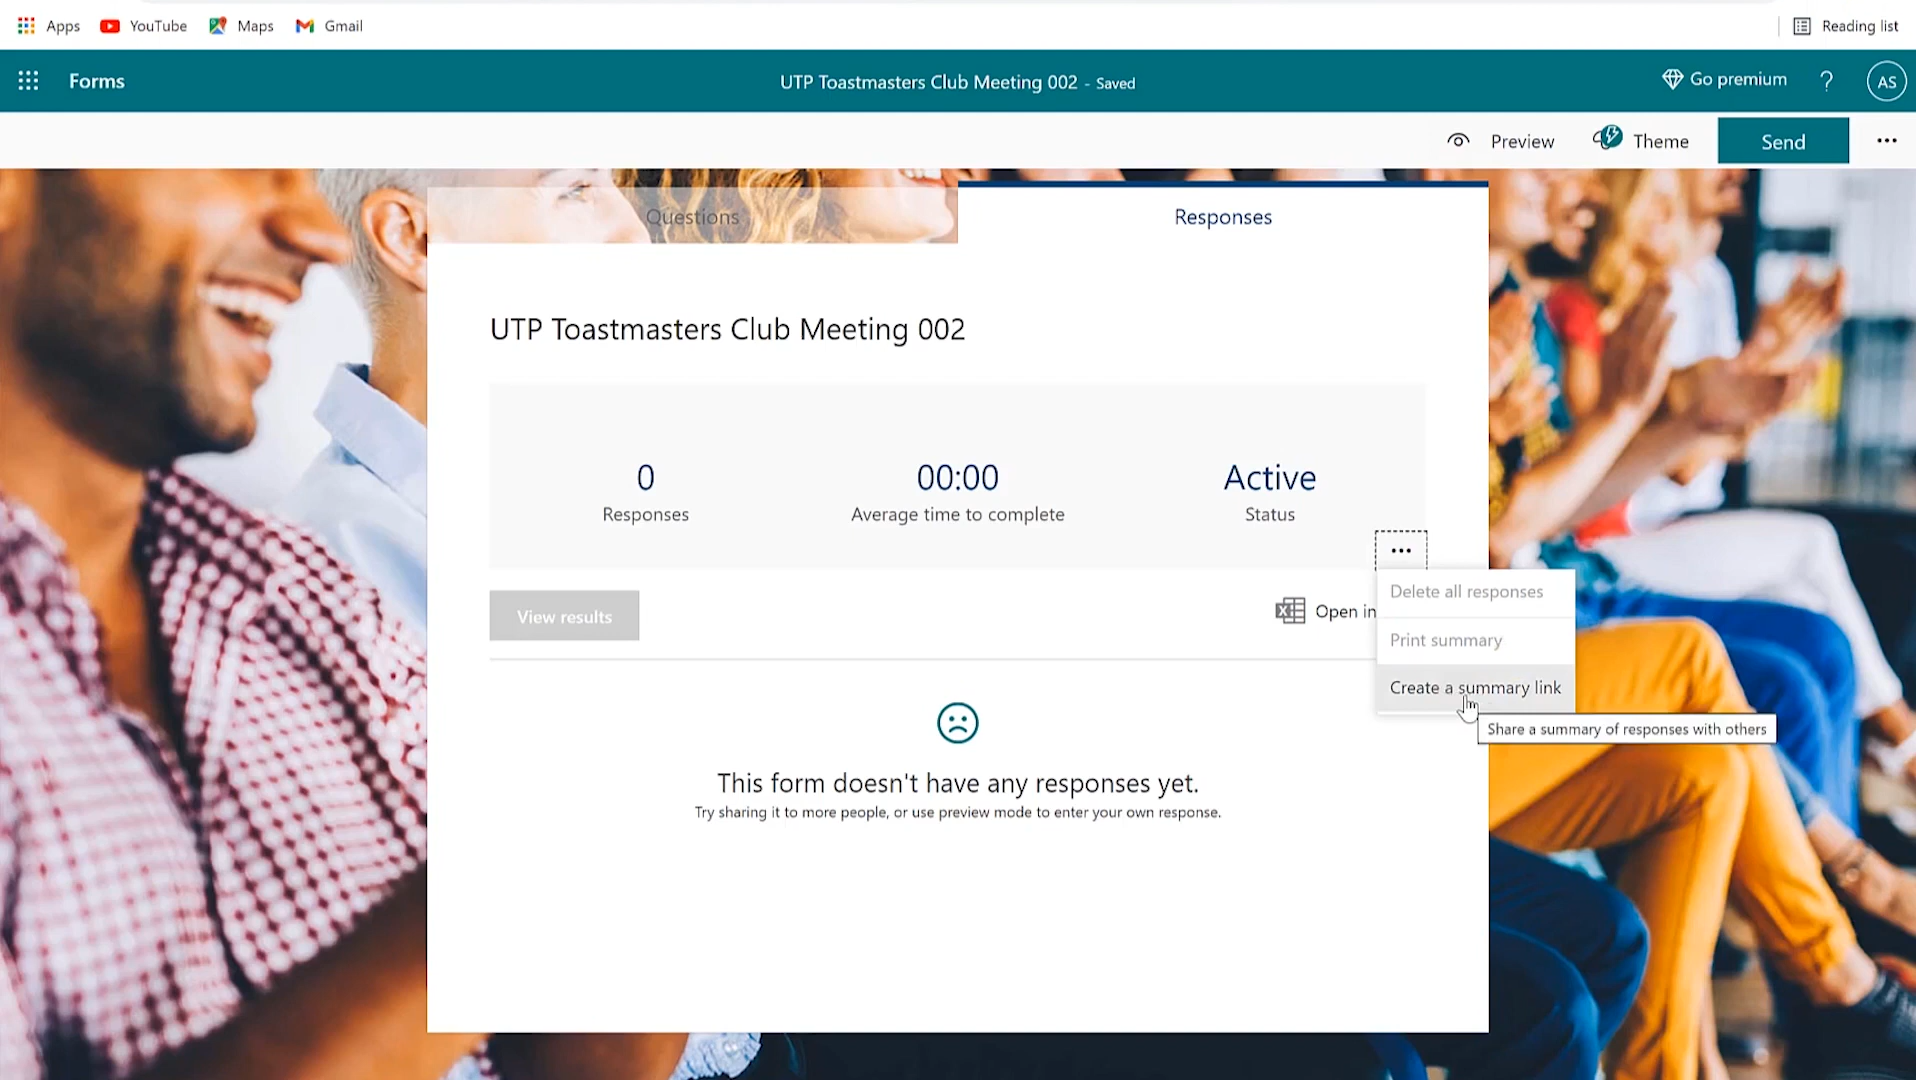 Apps YouTube Maps Gmail Reading list
Forms UTP Toastmasters Club Meeting 002 - Saved Go premium ? AS
Preview Theme Send
Questions Responses
UTP Toastmasters Club Meeting 002
0 00:00 Active
Responses Average time to complete Status
Delete all responses
View results Open in
Print summary
Create a summary link
Share a summary of responses with others
This form doesn't have any responses yet.
Try sharing it to more people, or use preview mode to enter your own response.